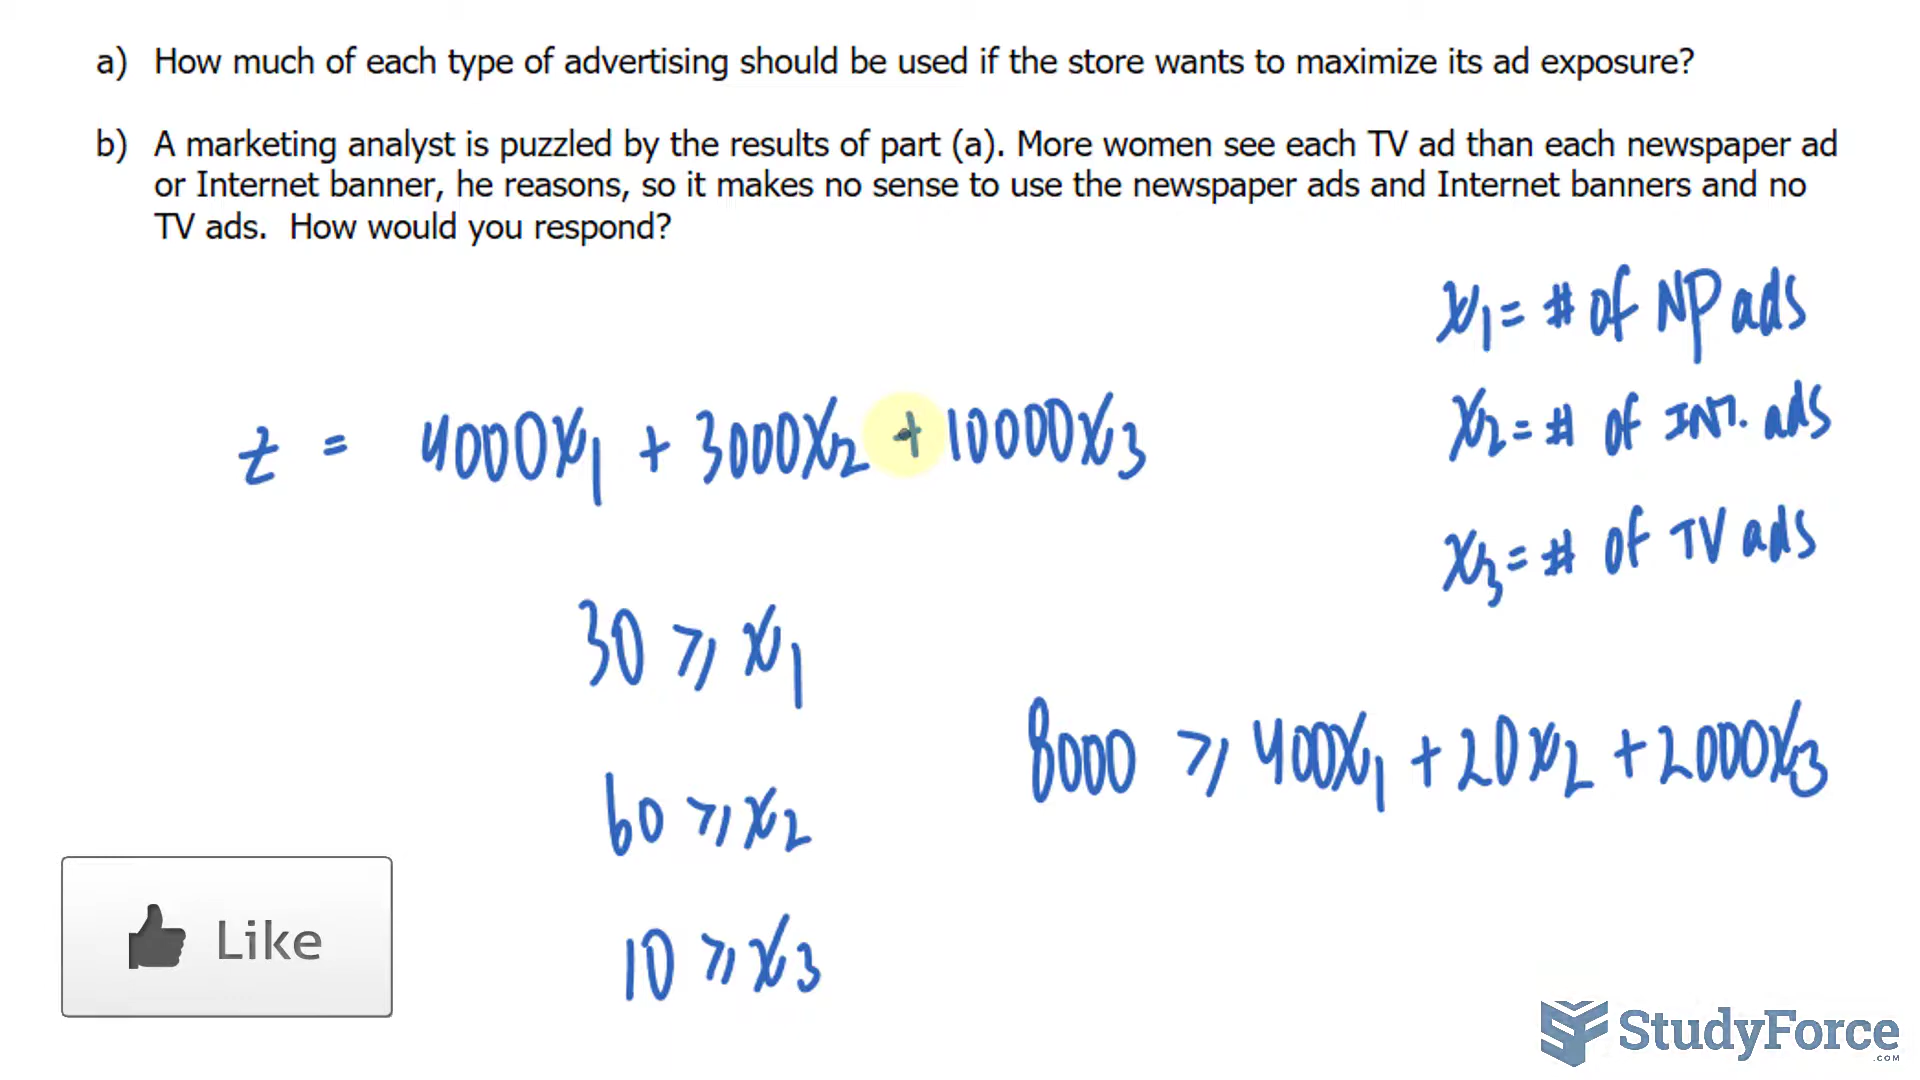 a) How much of each type of advertising should be used if the store wants to maximize its ad exposure?
b) A marketing analyst is puzzled by the results of part (a). More women see each TV ad than each newspaper ad
or Internet banner, he reasons, so it makes no sense to use the newspaper ads and Internet banners and no
TV ads. How would you respond?
x1 = # of NP ads
x2 = # of INT. ads
z = 4000x1 + 3000x2 + 10000x3
x3 = # of TV ads
30 ⩾ x1
8000 ⩾ 400x1 + 20x2 + 2000x3
60 ⩾ x2
10 ⩾ x3
Like
StudyForce
.COM